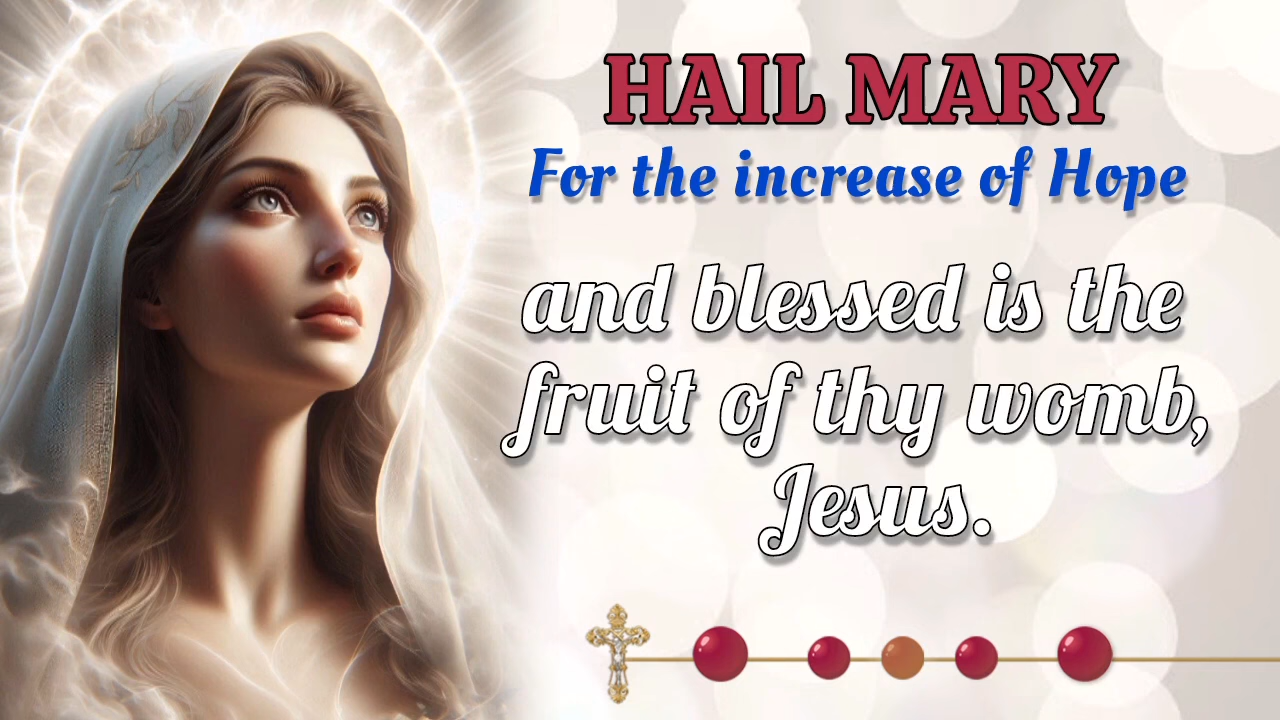 HAIL MARY
For the increase of Hope
and blessed is the
fruit of thy womb,
Jesus.